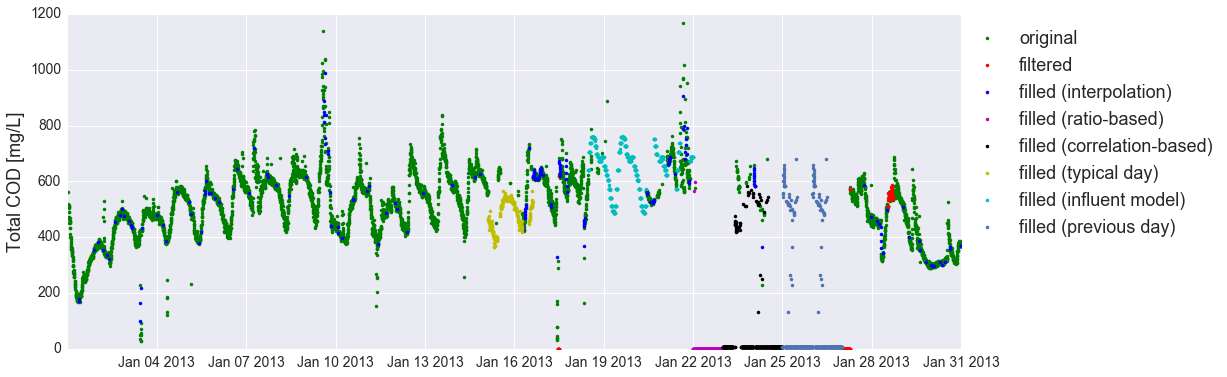 1200
1000
800
600
400
200
0
Total COD [mg/L]
Jan 04 2013
Jan 07 2013
Jan 10 2013
Jan 13 2013
Jan 16 2013
Jan 19 2013
Jan 22 2013
Jan 25 2013
Jan 28 2013
Jan 31 2013
original
filtered
filled (interpolation)
filled (ratio-based)
filled (correlation-based)
filled (typical day)
filled (influent model)
filled (previous day)